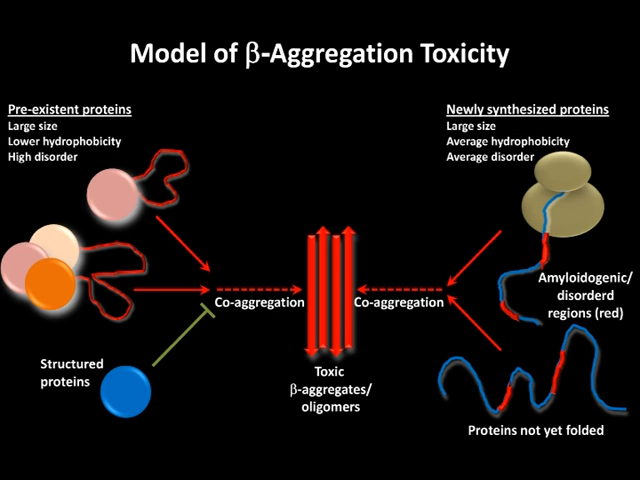 Model of β-Aggregation Toxicity
Pre-existent proteins
Large size
Lower hydrophobicity
High disorder
Newly synthesized proteins
Large size
Average hydrophobicity
Average disorder
Amyloidogenic/
disorderd
regions (red)
Co-aggregation
Co-aggregation
Structured
proteins
Toxic
β-aggregates/
oligomers
Proteins not yet folded